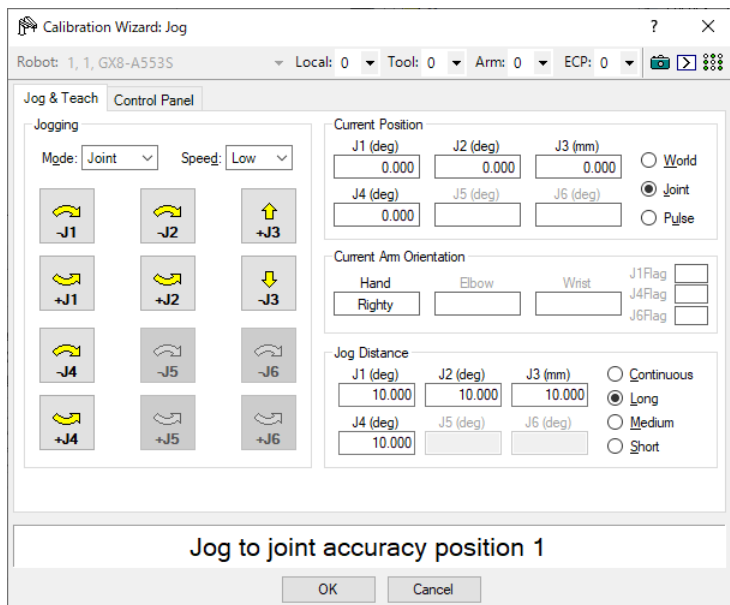 Calibration Wizard: Jog ? ×
Robot: 1, 1, GX8-A553S Local: 0 Tool: 0 Arm: 0 ECP: 0
Jog & Teach Control Panel
Jogging
Mode: Joint Speed: Low
-J1 -J2 +J3
+J1 +J2 -J3
-J4 -J5 -J6
+J4 +J5 +J6
Current Position
J1 (deg) J2 (deg) J3 (mm)
0.000 0.000 0.000
J4 (deg) J5 (deg) J6 (deg)
0.000
World
Joint
Pulse
Current Arm Orientation
Hand Elbow Wrist
Righty
J1Flag
J4Flag
J6Flag
Jog Distance
J1 (deg) J2 (deg) J3 (mm)
10.000 10.000 10.000
J4 (deg) J5 (deg) J6 (deg)
10.000
Continuous
Long
Medium
Short
Jog to joint accuracy position 1
OK Cancel